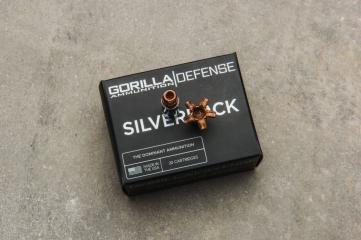 GORILLA DEFENSE
AMMUNITION
SILVER CK
THE DOMINANT AMMUNITION
MADE IN THE USA
20 CARTRIDGES